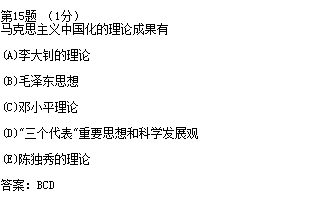 第15题 （1分）
马克思主义中国化的理论成果有
(A)李大钊的理论
(B)毛泽东思想
(C)邓小平理论
(D)"三个代表"重要思想和科学发展观
(E)陈独秀的理论
答案：BCD